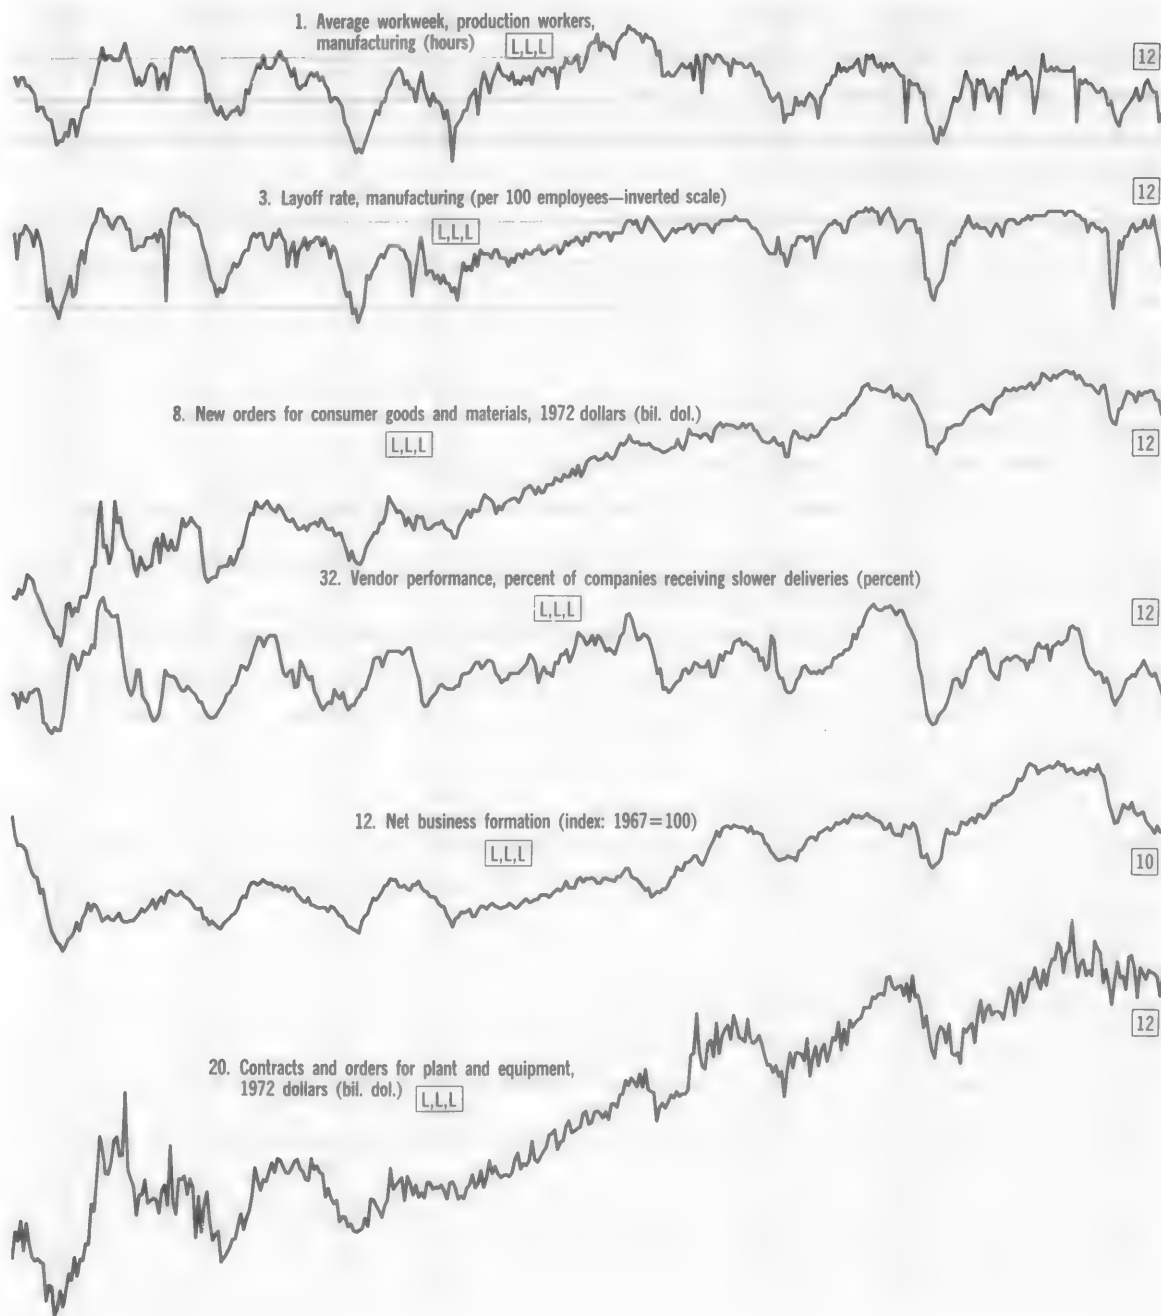 1. Average workweek, production workers,
manufacturing (hours)
L,L,L
12
3. Layoff rate, manufacturing (per 100 employees—inverted scale)
L,L,L
12
8. New orders for consumer goods and materials, 1972 dollars (bil. dol.)
L,L,L
12
32. Vendor performance, percent of companies receiving slower deliveries (percent)
L,L,L
12
12. Net business formation (index: 1967=100)
L,L,L
10
20. Contracts and orders for plant and equipment,
1972 dollars (bil. dol.)
L,L,L
12